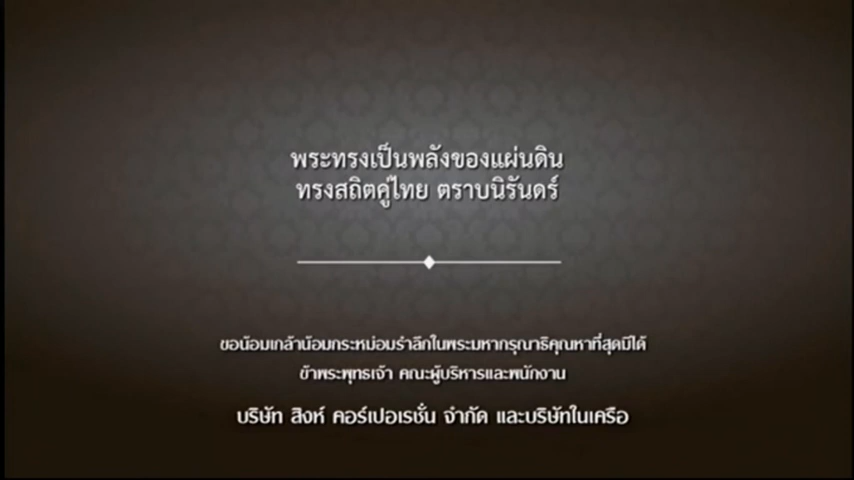 พระทรงเป็นพลังของแผ่นดิน
ทรงสถิตคู่ไทย ตราบนิรันดร์
ขอน้อมเกล้าน้อมกระหม่อมรำลึกในพระมหากรุณาธิคุณหาที่สุดมิได้
ข้าพระพุทธเจ้า คณะผู้บริหารและพนักงาน
บริษัท สิงห์ คอร์เปอเรชั่น จำกัด และบริษัทในเครือ